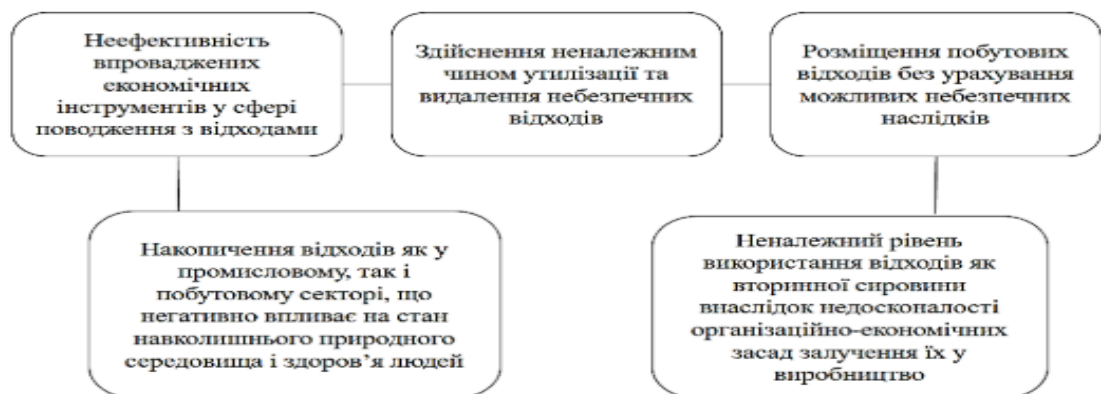 Неефективність
впроваджених
економічних
інструментів у сфері
поводження з відходами
Здійснення неналежним
чином утилізації та
видалення небезпечних
відходів
Розміщення побутових
відходів без урахування
можливих небезпечних
наслідків
Накопичення відходів як у
промисловому, так і
побутовому секторі, що
негативно впливає на стан
навколишнього природного
середовища і здоров’я людей
Неналежний рівень
використання відходів як
вторинної сировини
внаслідок недосконалості
організаційно-економічних
засад залучення їх у
виробництво